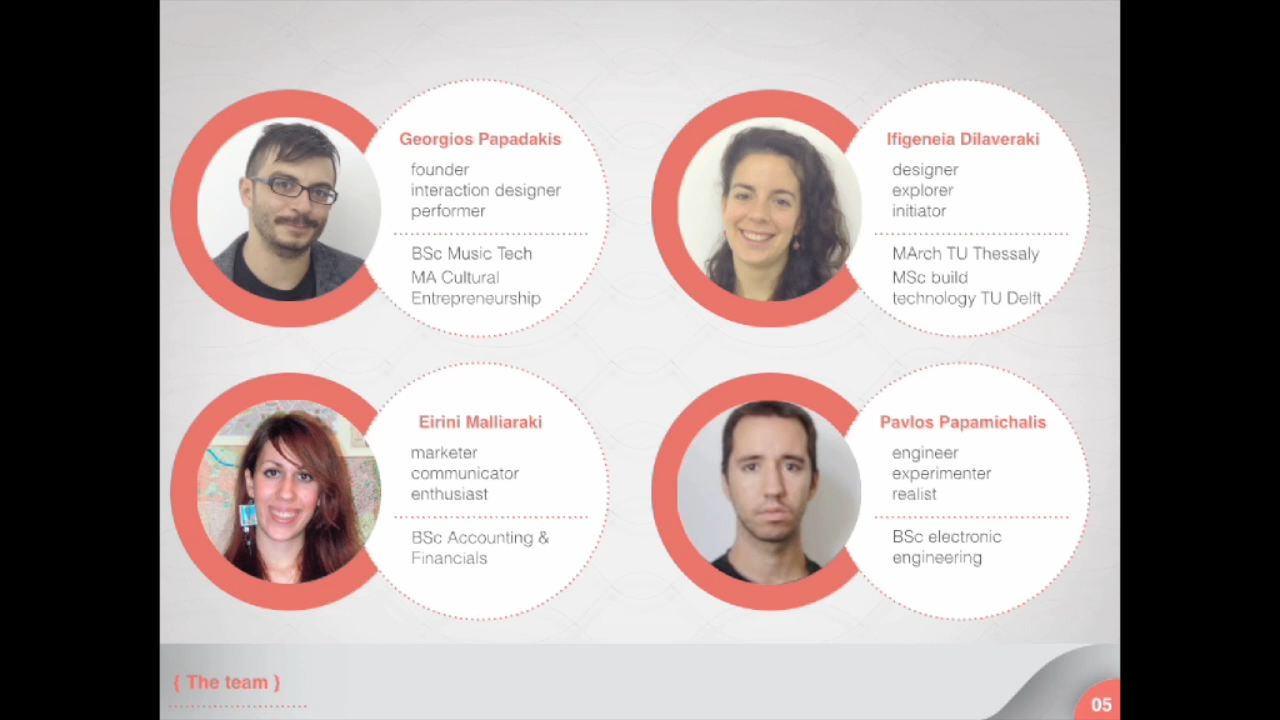 Georgios Papadakis
founder
interaction designer
performer
BSc Music Tech
MA Cultural
Entrepreneurship
Ifigeneia Dilaveraki
designer
explorer
initiator
MArch TU Thessaly
MSc build
technology TU Delft
Eirini Malliaraki
marketer
communicator
enthusiast
BSc Accounting &
Financials
Pavlos Papamichalis
engineer
experimenter
realist
BSc electronic
engineering
{ The team }
05